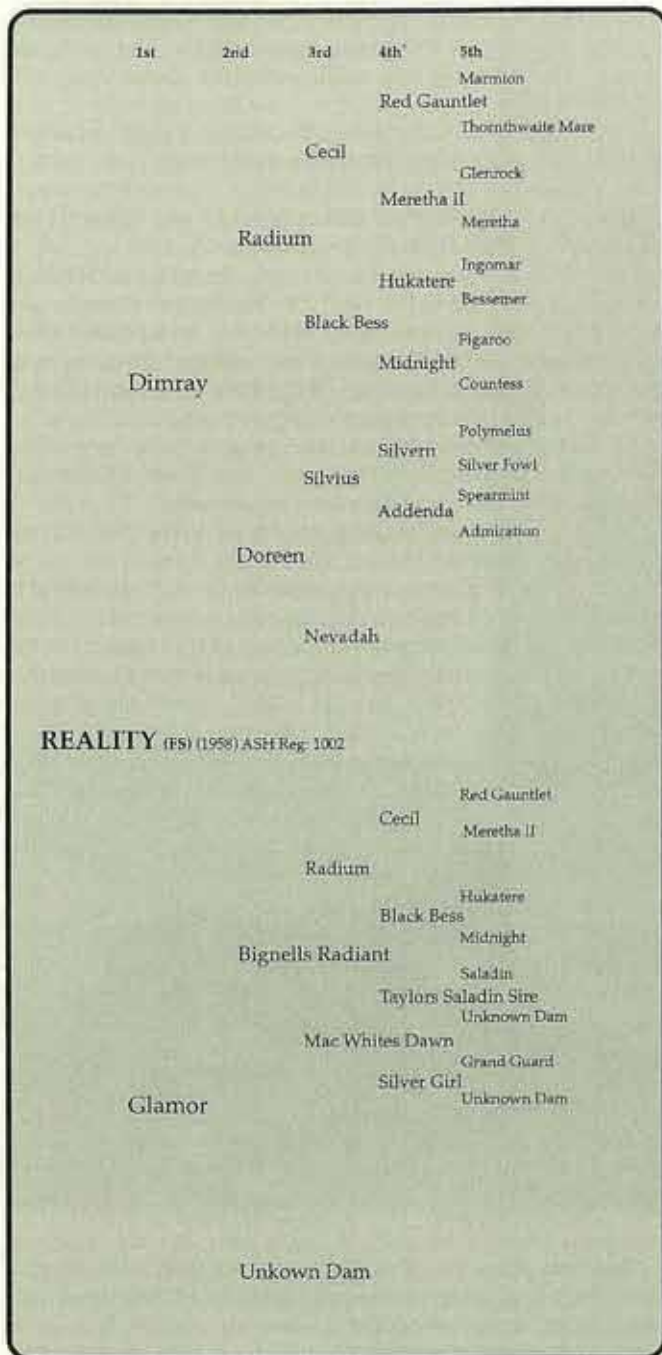 1st 2nd 3rd 4th' 5th
Marmion
Red Gauntlet
Thornthwaite Mare
Cecil
Glenrock
Meretha II
Meretha
Radium
Ingomar
Hukatere
Bessemer
Black Bess
Figaroo
Midnight
Dimray
Countess
Polymelus
Silvern
Silver Fowl
Silvius
Spearmint
Addenda
Admiration
Doreen
Nevadah
REALITY (FS) (1958) ASH Reg: 1002
Red Gauntlet
Cecil
Meretha II
Radium
Hukatere
Black Bess
Midnight
Bignells Radiant
Saladin
Taylors Saladin Sire
Unknown Dam
Mac Whites Dawn
Grand Guard
Silver Girl
Unknown Dam
Glamor
Unkown Dam